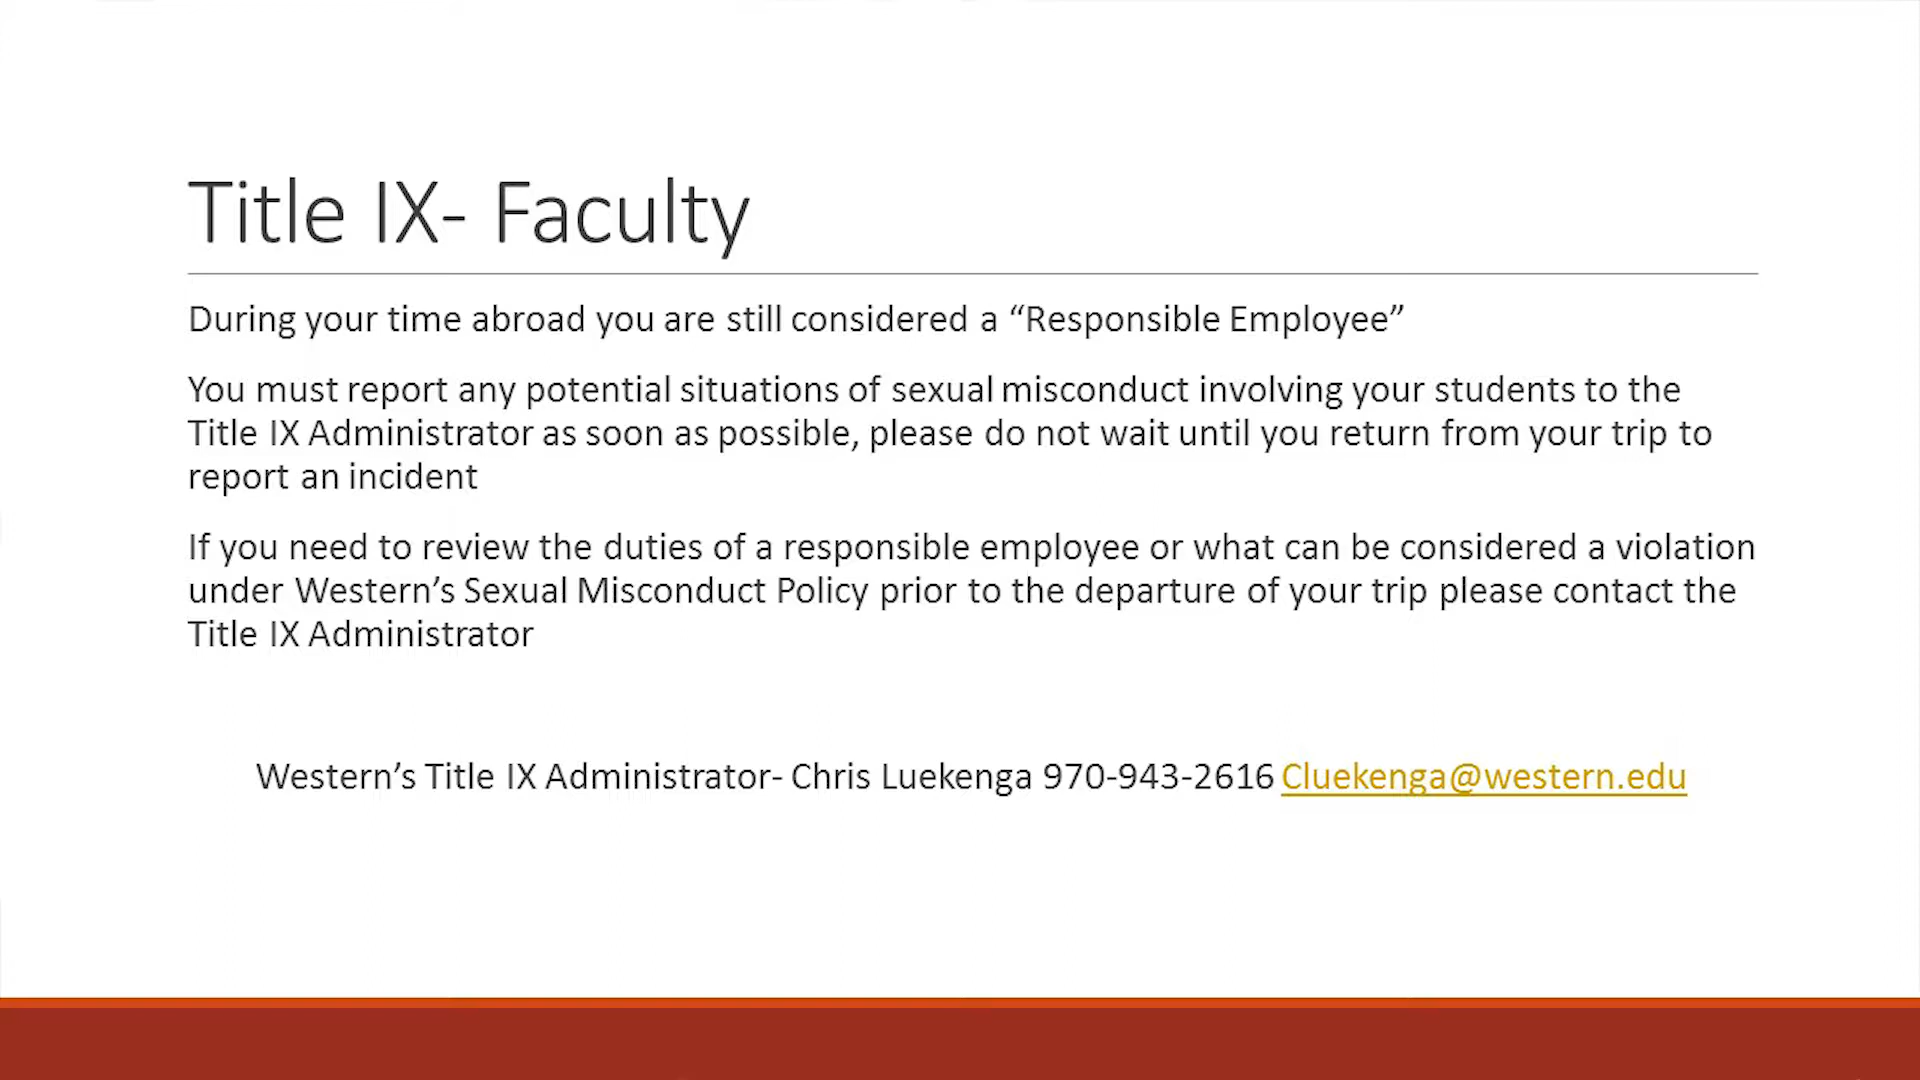 Title IX- Faculty
During your time abroad you are still considered a “Responsible Employee”
You must report any potential situations of sexual misconduct involving your students to the
Title IX Administrator as soon as possible, please do not wait until you return from your trip to
report an incident
If you need to review the duties of a responsible employee or what can be considered a violation
under Western’s Sexual Misconduct Policy prior to the departure of your trip please contact the
Title IX Administrator
Western’s Title IX Administrator- Chris Luekenga 970-943-2616 Cluekenga@western.edu